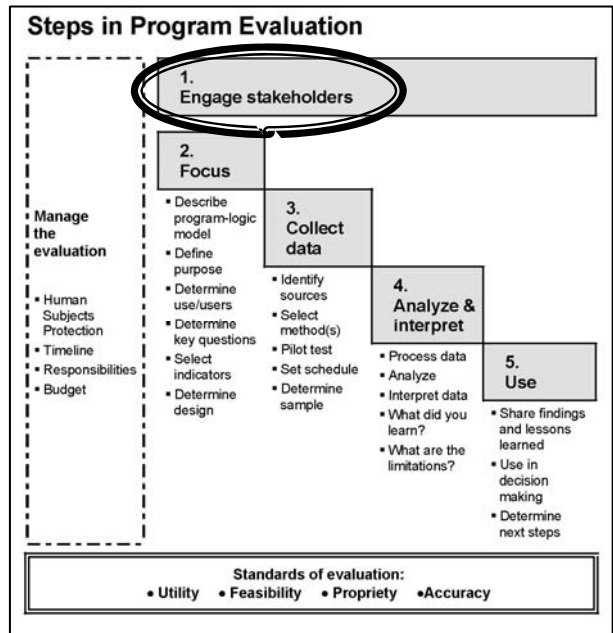 Steps in Program Evaluation
1.
Engage stakeholders
2.
Focus
▪ Describe
program-logic
model
▪ Define
purpose
▪ Determine
use/users
▪ Determine
key questions
▪ Select
indicators
▪ Determine
design
3.
Collect
data
▪ Identify
sources
▪ Select
method(s)
▪ Pilot test
▪ Set schedule
▪ Determine
sample
4.
Analyze &
interpret
▪ Process data
▪ Analyze
▪ Interpret data
▪ What did you
learn?
▪ What are the
limitations?
5.
Use
▪ Share findings
and lessons
learned
▪ Use in
decision
making
▪ Determine
next steps
Manage
the
evaluation
▪ Human
Subjects
Protection
▪ Timeline
▪ Responsibilities
▪ Budget
Standards of evaluation:
● Utility ● Feasibility ● Propriety ●Accuracy